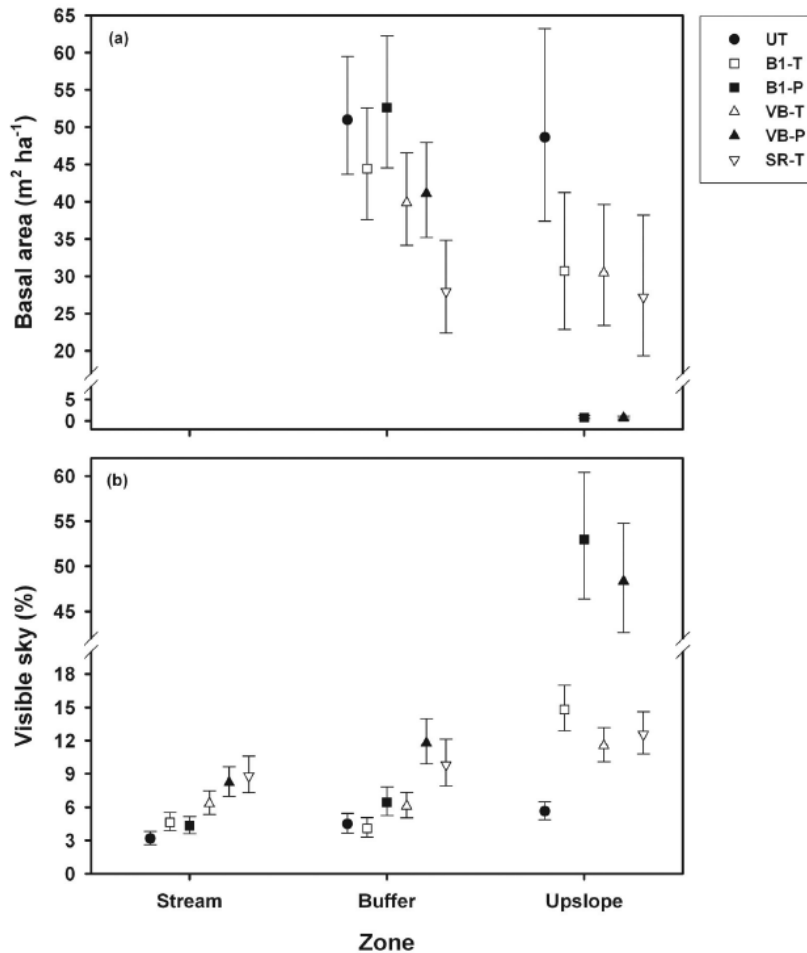 (a)
UT
B1-T
B1-P
VB-T
VB-P
SR-T
Basal area (m² ha⁻¹)
65
60
55
50
45
40
35
30
25
20
5
0
(b)
Visible sky (%)
60
55
50
45
18
15
12
9
6
3
0
Stream Buffer Upslope
Zone